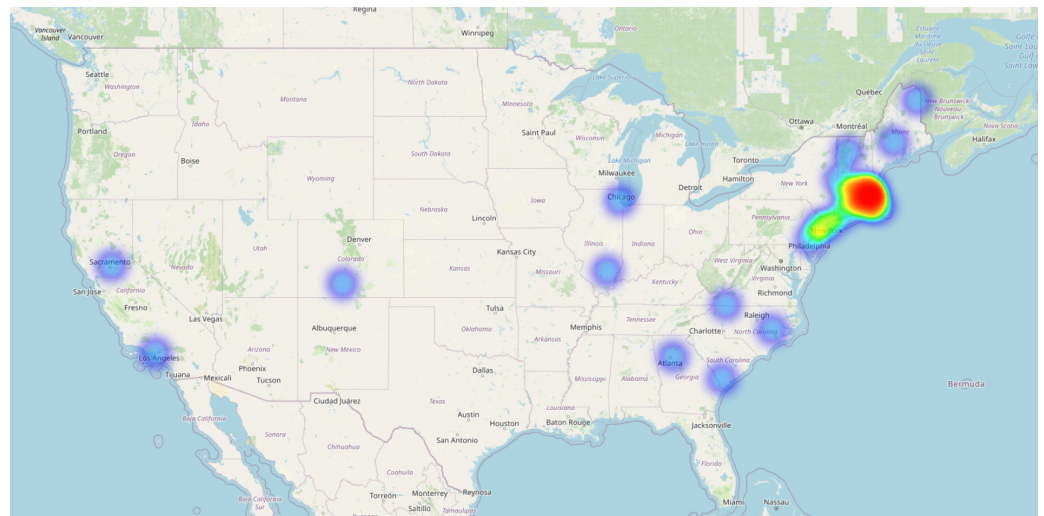 Regina
Vancouver
Island
Vancouver
Winnipeg
Ontario
Seattle
Washington
North Dakota
Lake Superior
Québec
New Brunswick
Nouveau
Brunswick
Montana
Minnesota
Ottawa
Montréal
Maine
Nova Scotia
Halifax
Portland
Oregon
Idaho
Saint Paul
Wisconsin
Michigan
Lake Huron
Toronto
Boise
South Dakota
Lake Michigan
Milwaukee
Hamilton
Wyoming
Detroit
New York
Chicago
Iowa
Nebraska
Lincoln
Pennsylvania
Denver
Utah
Colorado
Illinois
Indiana
Ohio
Philadelphia
Sacramento
Nevada
Kansas City
Kansas
Missouri
West Virginia
Washington
Virginia
San Jose
California
Kentucky
Richmond
Fresno
Las Vegas
Tulsa
Raleigh
Albuquerque
Memphis
Tennessee
Charlotte
North Carolina
Oklahoma
Arkansas
Los Angeles
Arizona
New Mexico
Atlanta
South Carolina
Tijuana
Mexicali
Phoenix
Tucson
Dallas
Mississippi
Alabama
Georgia
Bermuda
Ciudad Juárez
Texas
Louisiana
Baja California
Austin
Houston
Baton Rouge
Jacksonville
Sonora
Chihuahua
San Antonio
Florida
Coahuila
Baja California
Sur
Torreón
Monterrey
Reynosa
Saltillo
Tamaulipas
Miami
Nassau